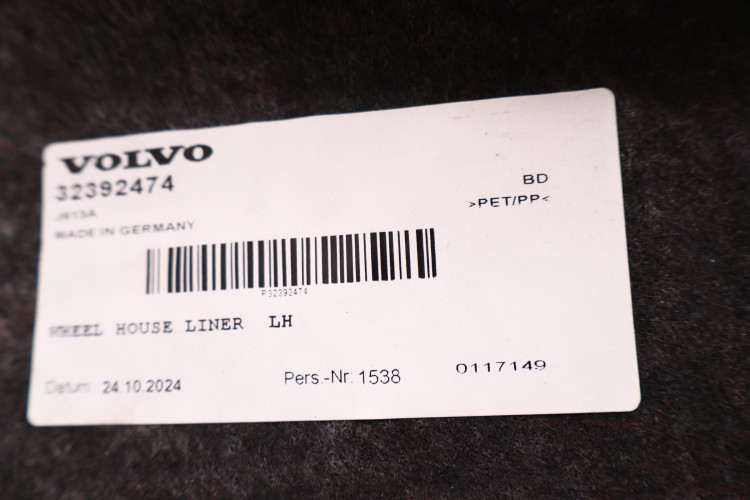 VOLVO
32392474
MADE IN GERMANY
BD
>PET/PP<
P32392474
WHEEL HOUSE LINER LH
Datum: 24.10.2024
Pers.-Nr: 1538
0117149